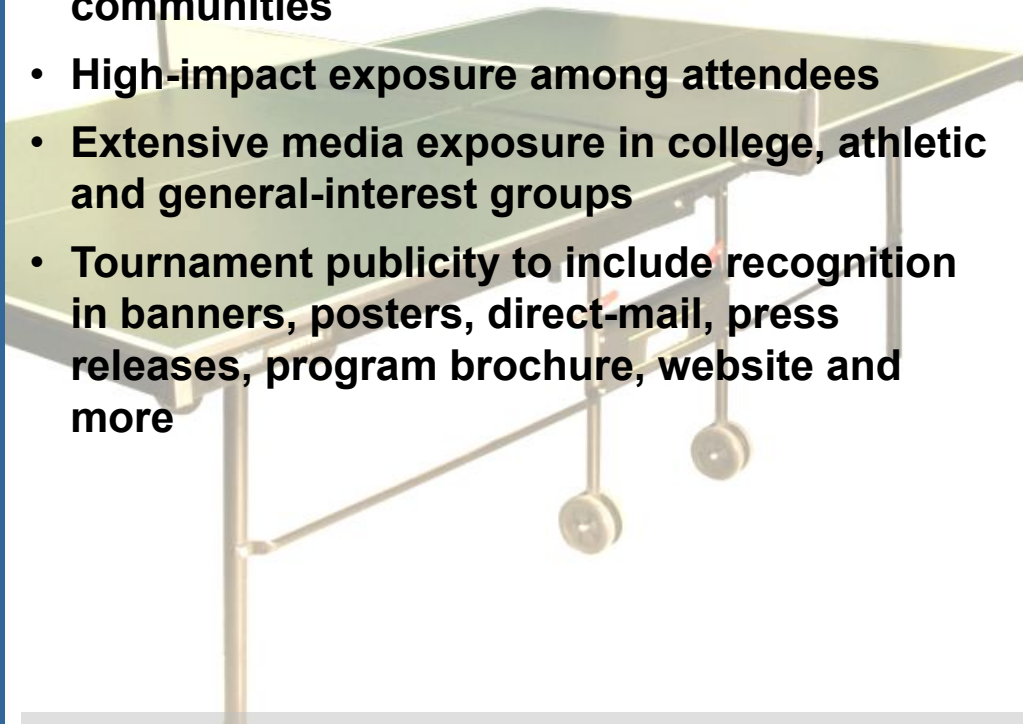 communities
• High-impact exposure among attendees
• Extensive media exposure in college, athletic
and general-interest groups
• Tournament publicity to include recognition
in banners, posters, direct-mail, press
releases, program brochure, website and
more